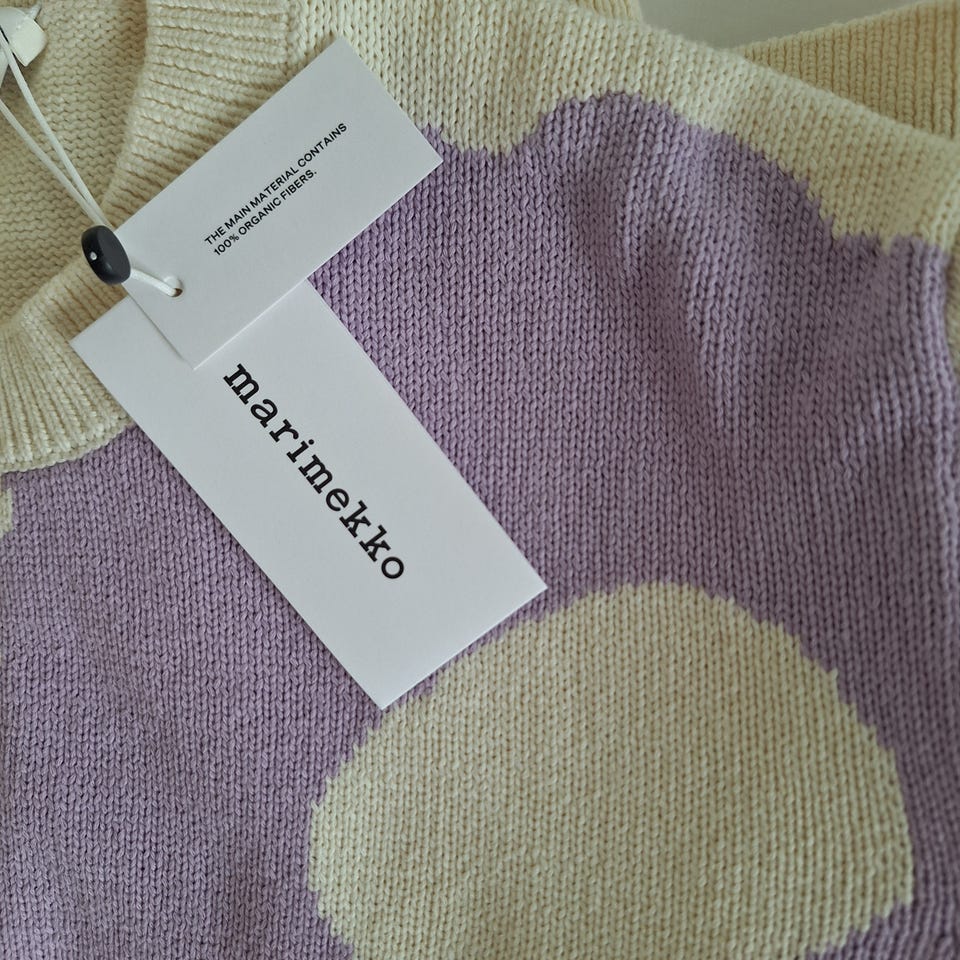 THE MAIN MATERIAL CONTAINS
100% ORGANIC FIBERS.
marimekko